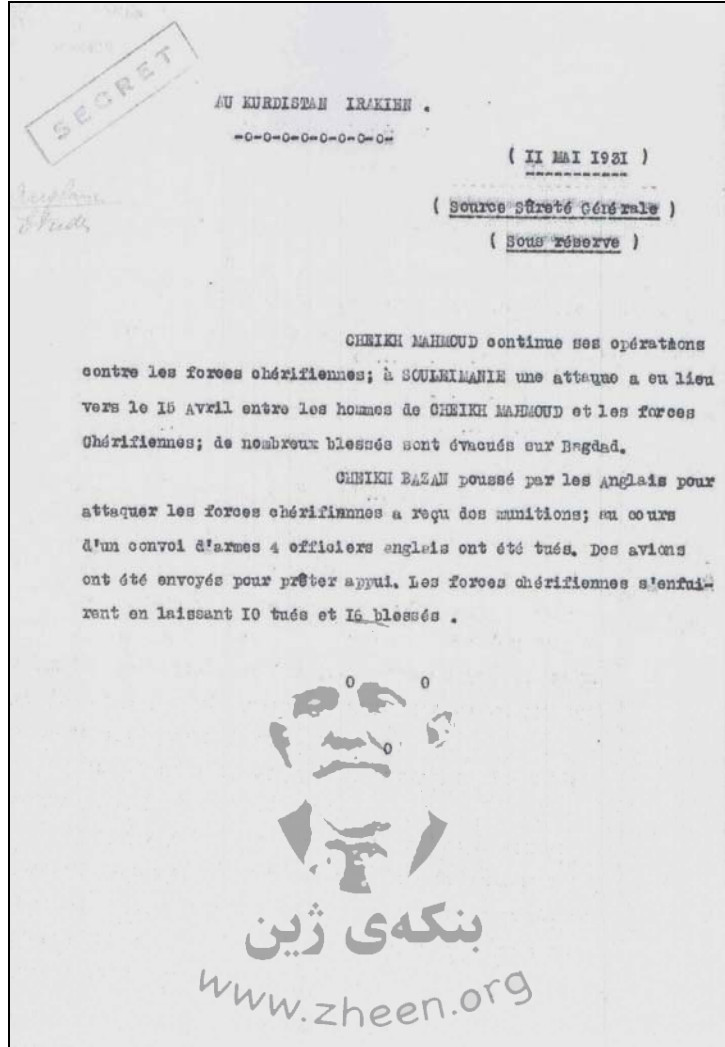 SECRET
AU KURDISTAN IRAKIEN .
-o-o-o-o-o-o-o-o-
( II MAI I93I )
( Source Sûreté Générale )
( Sous réserve )
CHEIKH MAHMOUD continue ses opérations
contre les forces chérifiennes; à SOULEIMANIE une attaque a eu lieu
vers le 15 Avril entre les hommes de CHEIKH MAHMOUD et les forces
Chérifiennes; de nombreux blessés sont évacués sur Bagdad.
CHEIKH BAZAN poussé par les Anglais pour
attaquer les forces chérifinnnes a reçu des munitions; au cours
d'un convoi d'armes 4 officiers anglais ont été tués. Des avions
ont été envoyés pour prêter appui. Les forces chérifiennes s'enfui-
rent en laissant I0 tués et I6 blessés .
0 0
0
بنکەی ژین
www.zheen.org